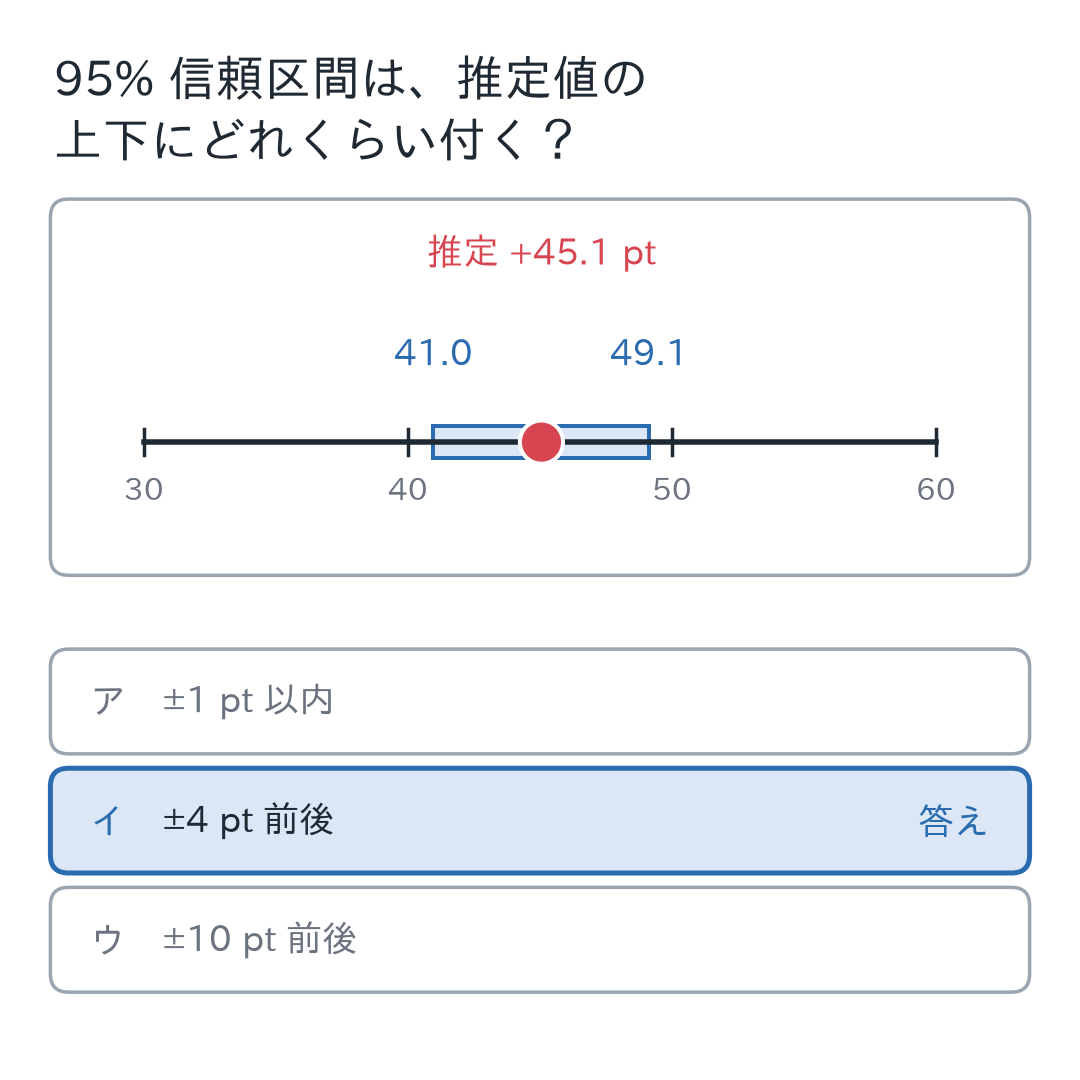 95% 信頼区間は、推定値の
上下にどれくらい付く？
推定 +45.1 pt
41.0 49.1
30 40 50 60
ア ±1 pt 以内
イ ±4 pt 前後 答え
ウ ±10 pt 前後